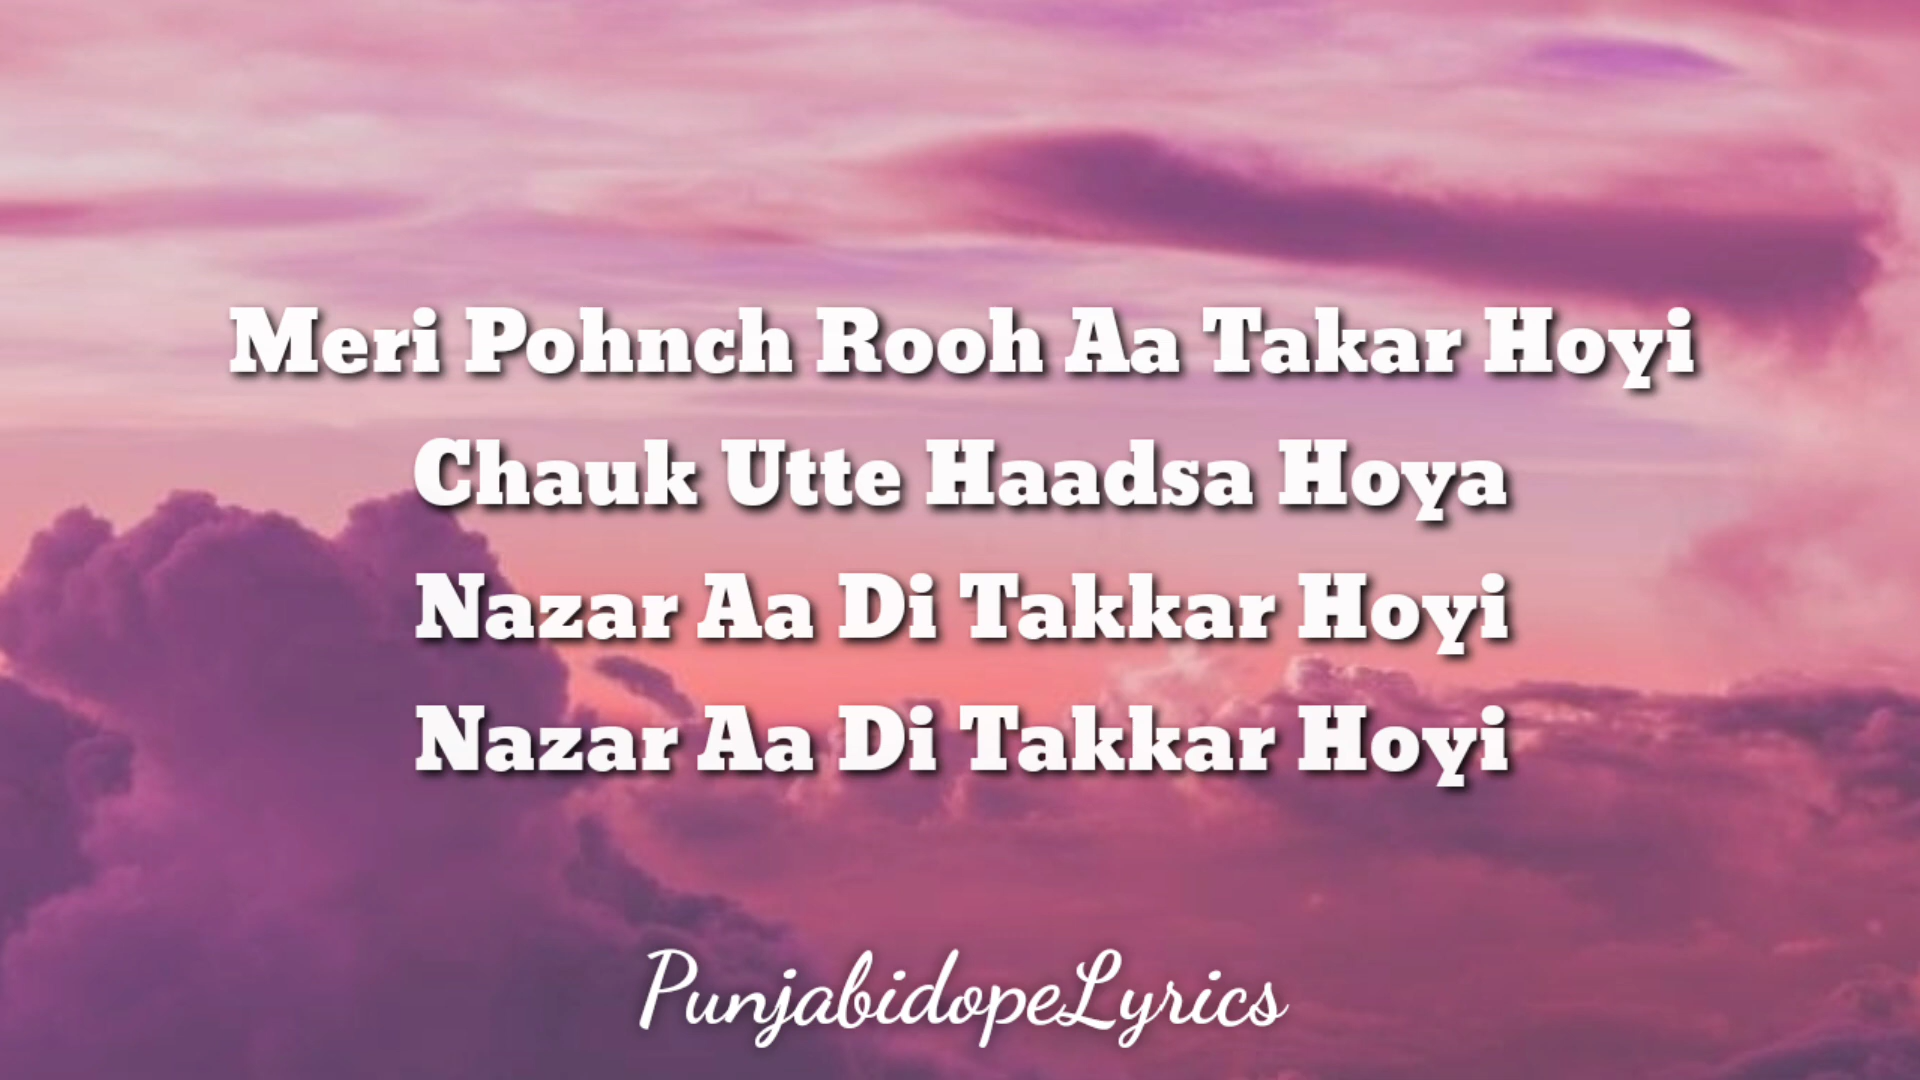 Meri Pohnch Rooh Aa Takar Hoyi
Chauk Utte Haadsa Hoya
Nazar Aa Di Takkar Hoyi
Nazar Aa Di Takkar Hoyi
PunjabidopeLyrics